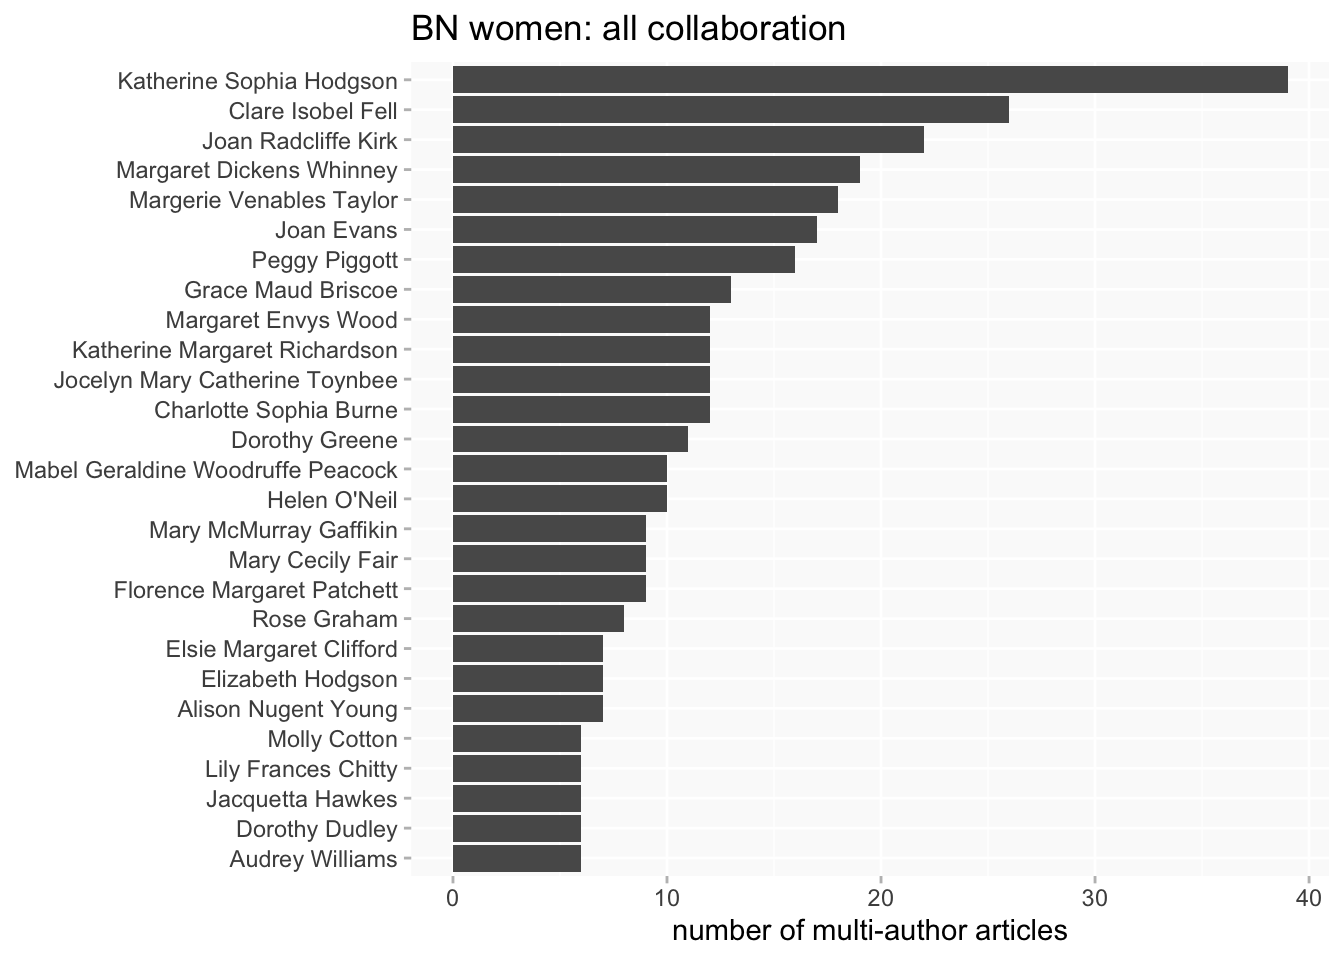 BN women: all collaboration
Katherine Sophia Hodgson
Clare Isobel Fell
Joan Radcliffe Kirk
Margaret Dickens Whinney
Margerie Venables Taylor
Joan Evans
Peggy Piggott
Grace Maud Briscoe
Margaret Envys Wood
Katherine Margaret Richardson
Jocelyn Mary Catherine Toynbee
Charlotte Sophia Burne
Dorothy Greene
Mabel Geraldine Woodruffe Peacock
Helen O'Neil
Mary McMurray Gaffikin
Mary Cecily Fair
Florence Margaret Patchett
Rose Graham
Elsie Margaret Clifford
Elizabeth Hodgson
Alison Nugent Young
Molly Cotton
Lily Frances Chitty
Jacquetta Hawkes
Dorothy Dudley
Audrey Williams
0 10 20 30 40
number of multi-author articles